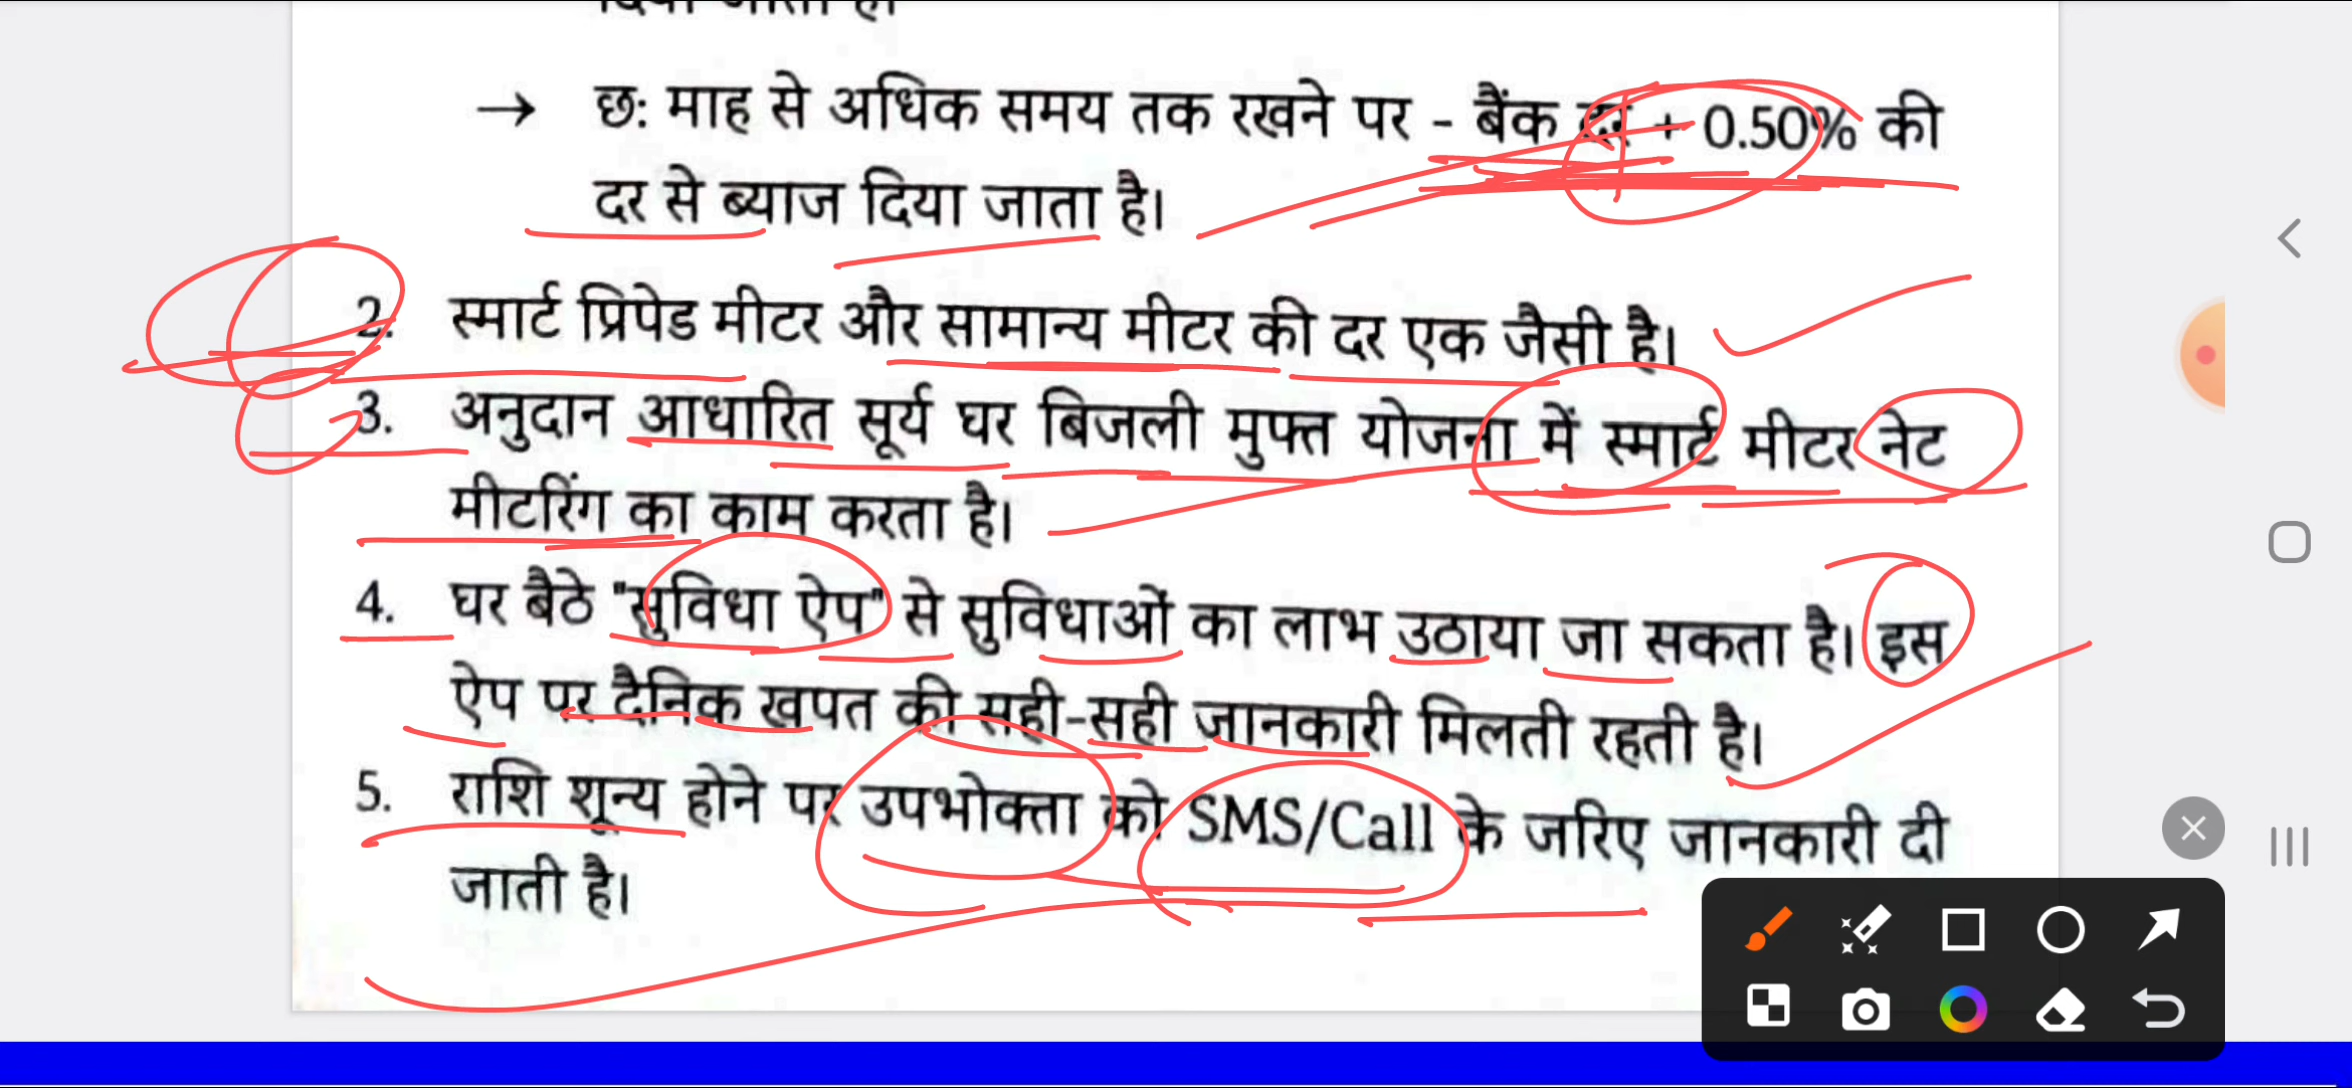 → छ: माह से अधिक समय तक रखने पर - बैंक दर + 0.50% की
दर से ब्याज दिया जाता है।
2. स्मार्ट प्रिपेड मीटर और सामान्य मीटर की दर एक जैसी है।
3. अनुदान आधारित सूर्य घर बिजली मुफ्त योजना में स्मार्ट मीटर नेट
मीटरिंग का काम करता है।
4. घर बैठे "सुविधा ऐप" से सुविधाओं का लाभ उठाया जा सकता है। इस
ऐप पर दैनिक खपत की सही-सही जानकारी मिलती रहती है।
5. राशि शून्य होने पर उपभोक्ता को SMS/Call के जरिए जानकारी दी
जाती है।